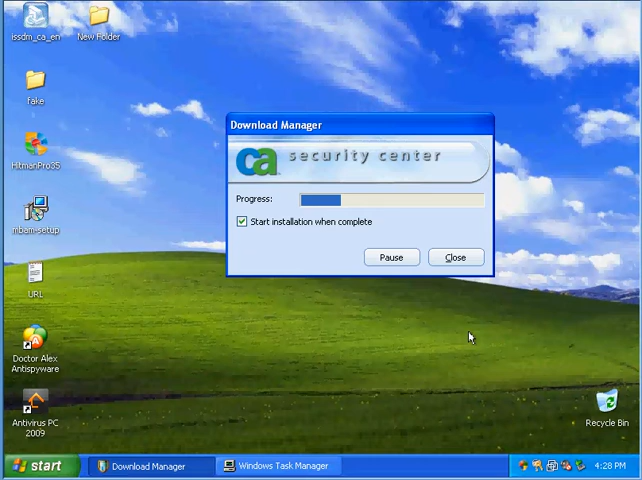 issdm_ca_en
New Folder
fake
HitmanPro35
mbam-setup
URL
Doctor Alex
Antispyware
Antivirus PC
2009
Download Manager
ca security center
Progress:
Start installation when complete
Pause
Close
Recycle Bin
start
Download Manager
Windows Task Manager
4:28 PM